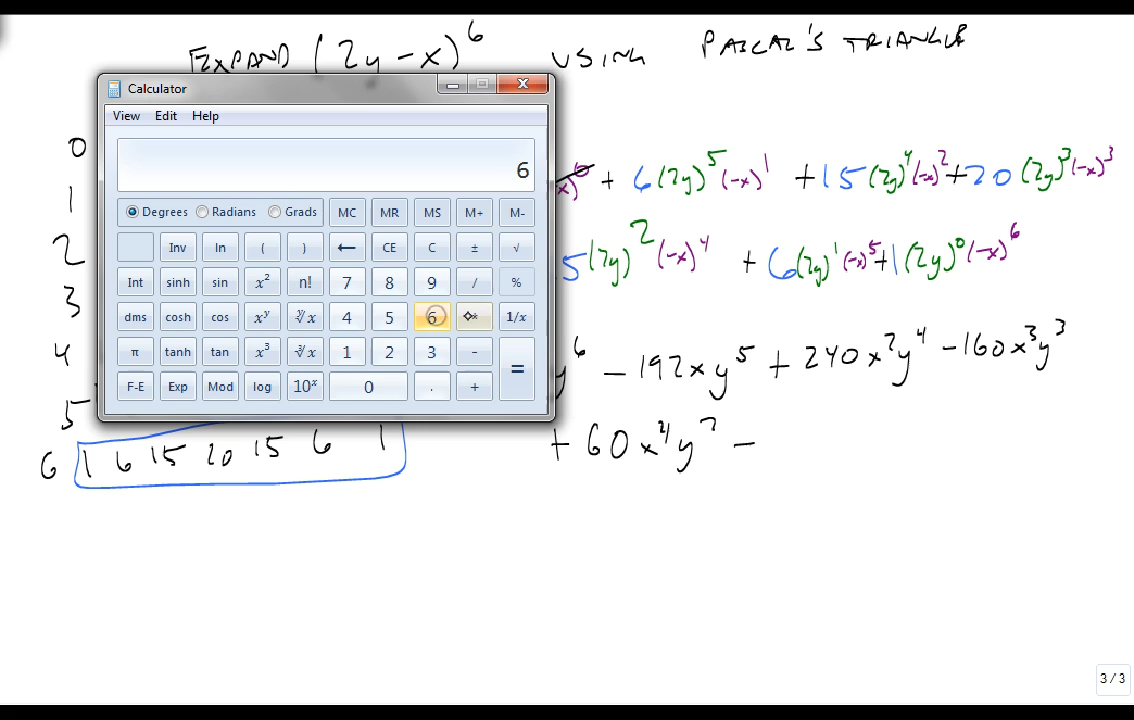 EXPAND (2y - x)^6 USING PASCAL'S TRIANGLE
Calculator
View Edit Help
6
Degrees Radians Grads MC MR MS M+ M-
Inv ln ( ) ← CE C ± √
Int sinh sin x² n! 7 8 9 / %
dms cosh cos x^y ^y√x 4 5 6 * 1/x
π tanh tan x³ ³√x 1 2 3 - =
F-E Exp Mod log 10^x 0 . +
0
1
2
3
4
5
6 1 6 15 20 15 6 1
x)^0 + 6(2y)^5(-x)^1 + 15(2y)^4(-x)^2 + 20(2y)^3(-x)^3
5(2y)^2(-x)^4 + 6(2y)^1(-x)^5 + 1(2y)^0(-x)^6
y^6 - 192xy^5 + 240x^2y^4 - 160x^3y^3
+ 60x^4y^2 -
3/3